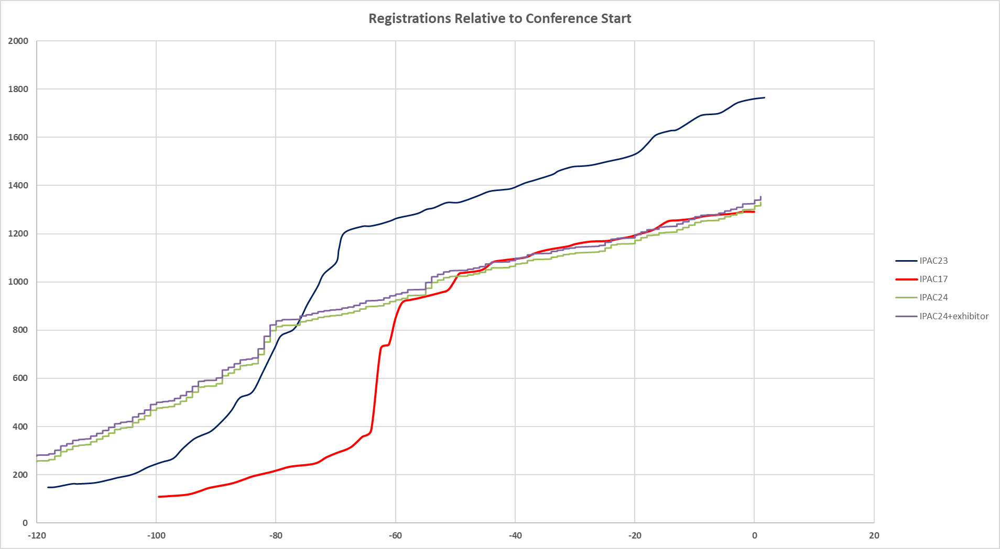 Registrations Relative to Conference Start
2000
1800
1600
1400
1200
1000
800
600
400
200
0
-120 -100 -80 -60 -40 -20 0 20
IPAC23
IPAC17
IPAC24
IPAC24+exhibitor